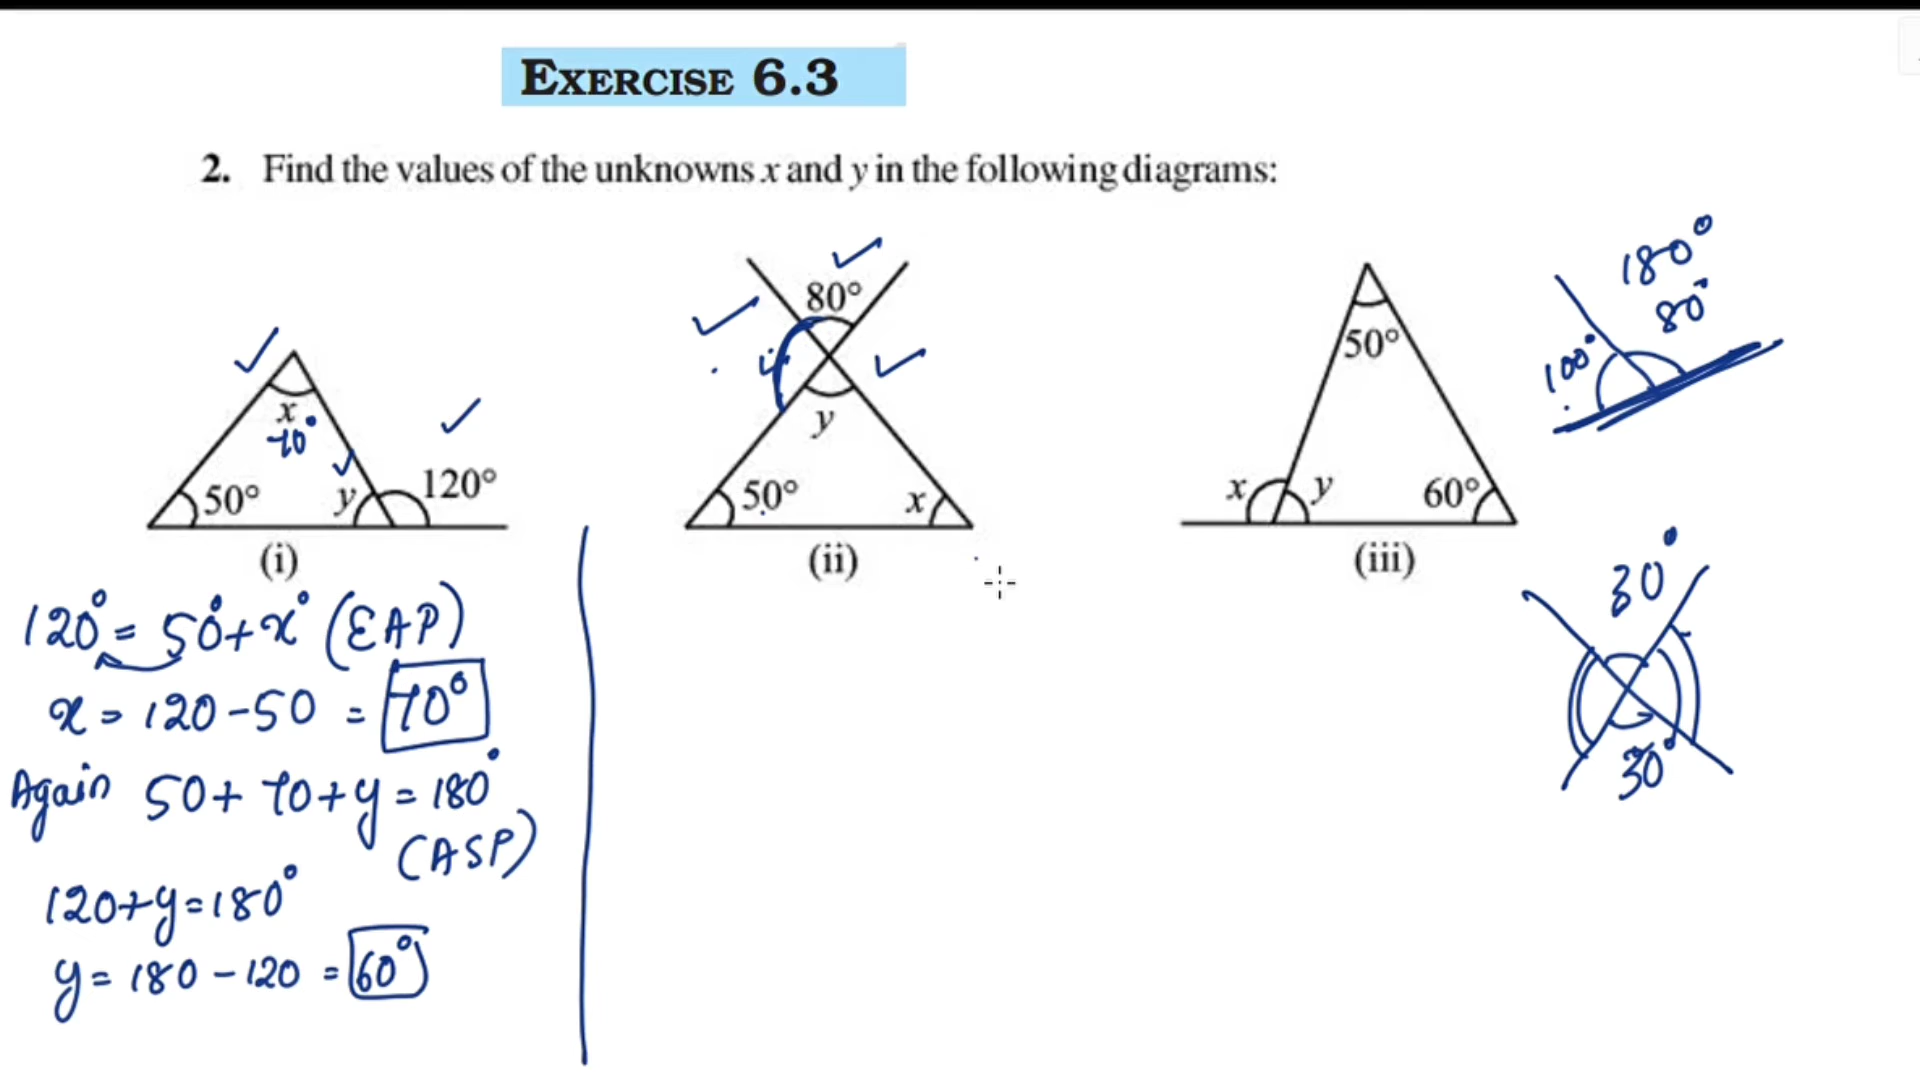 EXERCISE 6.3
2. Find the values of the unknowns x and y in the following diagrams:
x
70°
50°
y
120°
(i)
80°
y
50°
x
(ii)
50°
x
y
60°
(iii)
180°
80°
100°
30°
30°
120° = 50° + x° (EAP)
x = 120 - 50 = 70°
Again 50 + 70 + y = 180°
(ASP)
120 + y = 180°
y = 180 - 120 = 60°